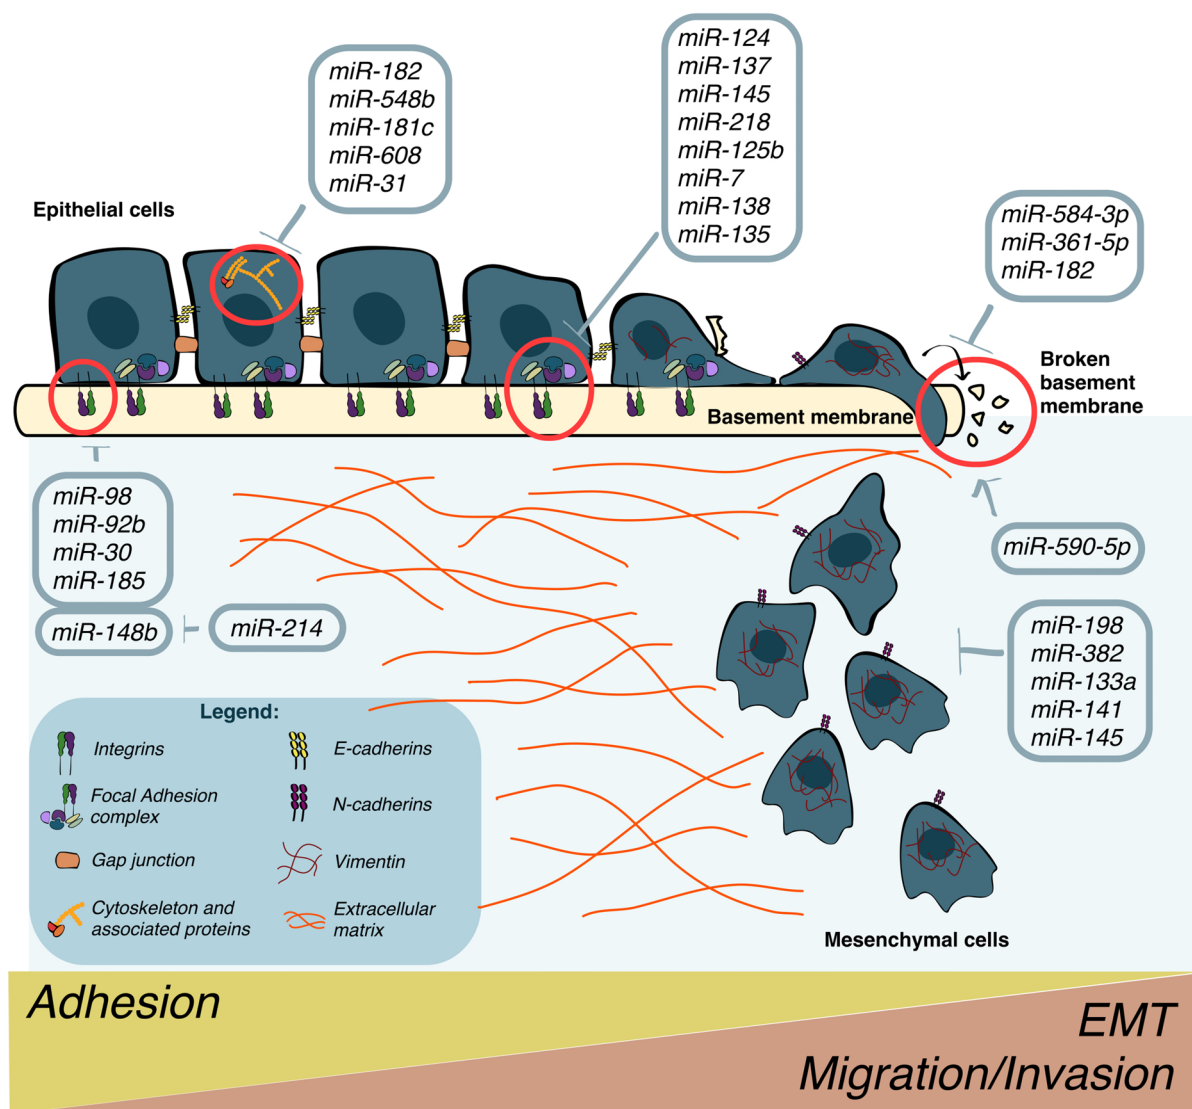 miR-124
miR-137
miR-145
miR-218
miR-125b
miR-7
miR-138
miR-135
miR-182
miR-548b
miR-181c
miR-608
miR-31
Epithelial cells
miR-584-3p
miR-361-5p
miR-182
Broken
basement
membrane
Basement membrane
miR-98
miR-92b
miR-30
miR-185
miR-148b
miR-214
miR-590-5p
miR-198
miR-382
miR-133a
miR-141
miR-145
Legend:
Integrins
E-cadherins
Focal Adhesion
complex
N-cadherins
Gap junction
Vimentin
Cytoskeleton and
associated proteins
Extracellular
matrix
Mesenchymal cells
Adhesion
EMT
Migration/Invasion